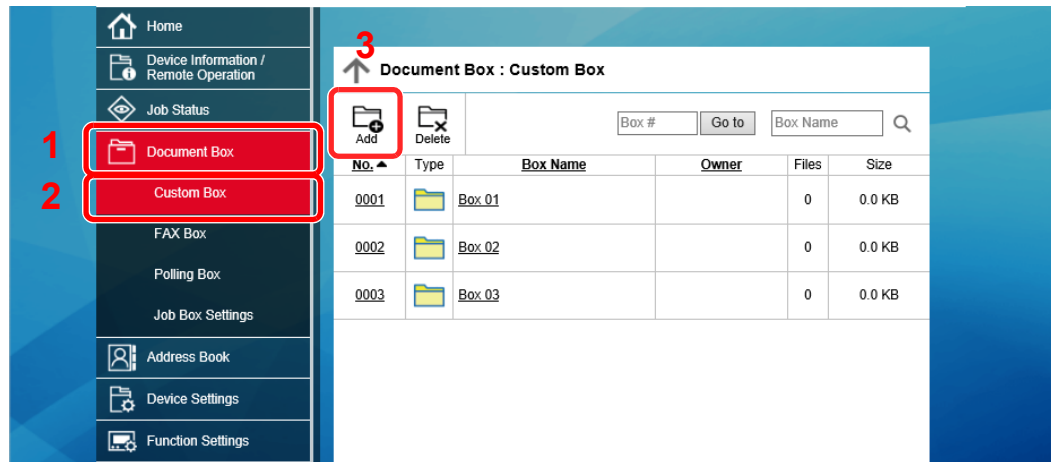 Home
Device Information /
Remote Operation
Job Status
1
Document Box
2
Custom Box
FAX Box
Polling Box
Job Box Settings
Address Book
Device Settings
Function Settings
3
Document Box : Custom Box
Add Delete Box # Go to Box Name
No. Type Box Name Owner Files Size
0001 Box 01 0 0.0 KB
0002 Box 02 0 0.0 KB
0003 Box 03 0 0.0 KB